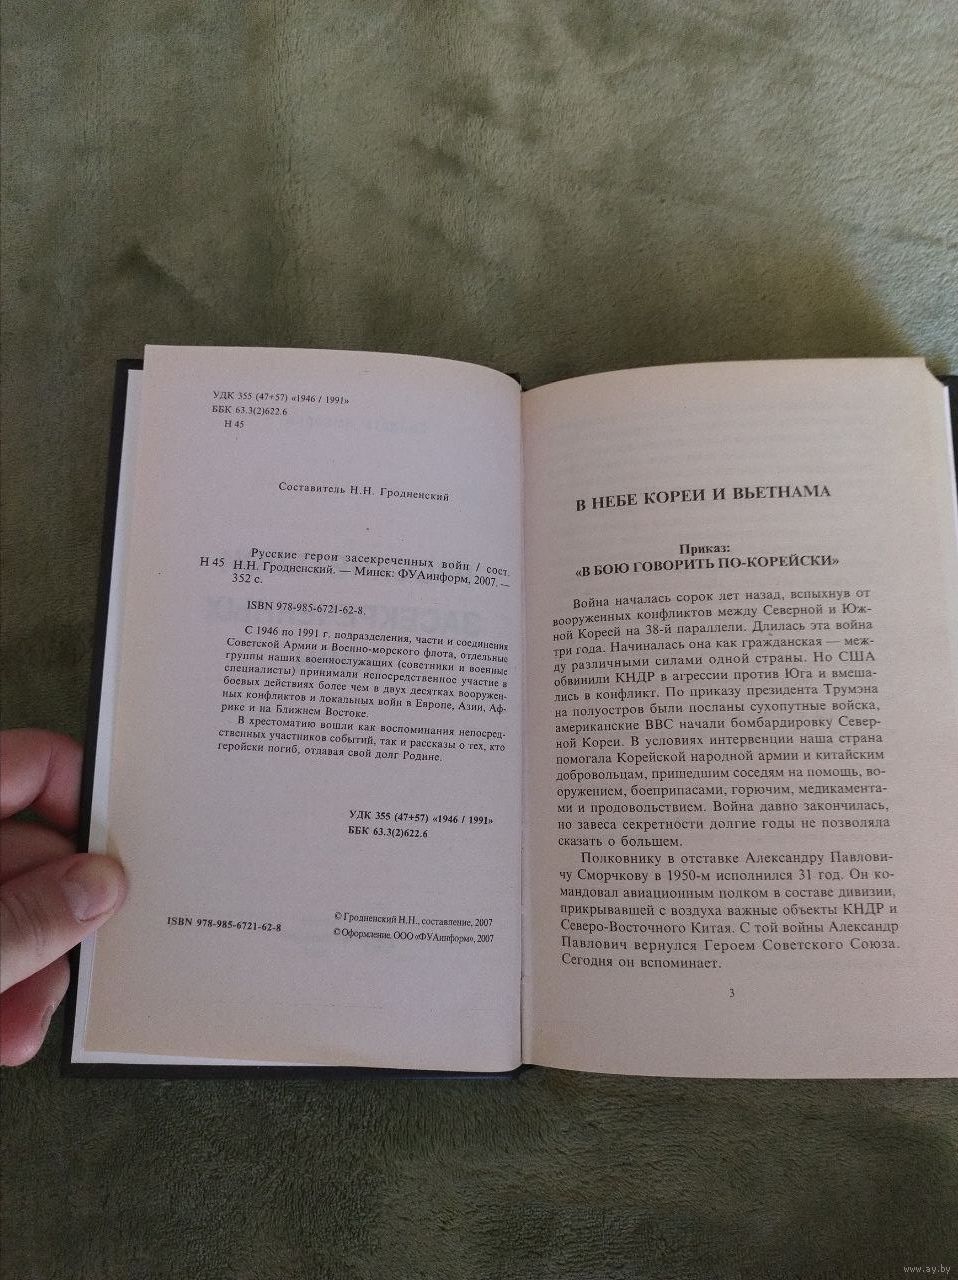 УДК 355 (47+57) «1946 / 1991»
ББК 63.3(2)622.6
Н 45
Составитель Н.Н. Гродненский
Русские герои засекреченных войн / сост.
Н 45 Н.Н. Гродненский. — Минск: ФУАинформ, 2007. —
352 с.
ISBN 978-985-6721-62-8.
С 1946 по 1991 г. подразделения, части и соединения
Советской Армии и Военно-морского флота, отдельные
группы наших военнослужащих (советники и военные
специалисты) принимали непосредственное участие в
боевых действиях более чем в двух десятках вооружен-
ных конфликтов и локальных войн в Европе, Азии, Аф-
рике и на Ближнем Востоке.
В хрестоматию вошли как воспоминания непосред-
ственных участников событий, так и рассказы о тех, кто
геройски погиб, отдавая свой долг Родине.
УДК 355 (47+57) «1946 / 1991»
ББК 63.3(2)622.6
ISBN 978-985-6721-62-8
© Гродненский Н.Н., составление, 2007
© Оформление. ООО «ФУАинформ», 2007
В НЕБЕ КОРЕИ И ВЬЕТНАМА
Приказ:
«В БОЮ ГОВОРИТЬ ПО-КОРЕЙСКИ»
Война началась сорок лет назад, вспыхнув от
вооруженных конфликтов между Северной и Юж-
ной Кореей на 38-й параллели. Длилась эта война
три года. Начиналась она как гражданская — меж-
ду различными силами одной страны. Но США
обвинили КНДР в агрессии против Юга и вмеша-
лись в конфликт. По приказу президента Трумэна
на полуостров были посланы сухопутные войска,
американские ВВС начали бомбардировку Север-
ной Кореи. В условиях интервенции наша страна
помогала Корейской народной армии и китайским
добровольцам, пришедшим соседям на помощь, во-
оружением, боеприпасами, горючим, медикамента-
ми и продовольствием. Война давно закончилась,
но завеса секретности долгие годы не позволяла
сказать о большем.
Полковнику в отставке Александру Павлови-
чу Сморчкову в 1950-м исполнился 31 год. Он ко-
мандовал авиационным полком в составе дивизии,
прикрывавшей с воздуха важные объекты КНДР и
Северо-Восточного Китая. С той войны Александр
Павлович вернулся Героем Советского Союза.
Сегодня он вспоминает.
3
www.ay.by